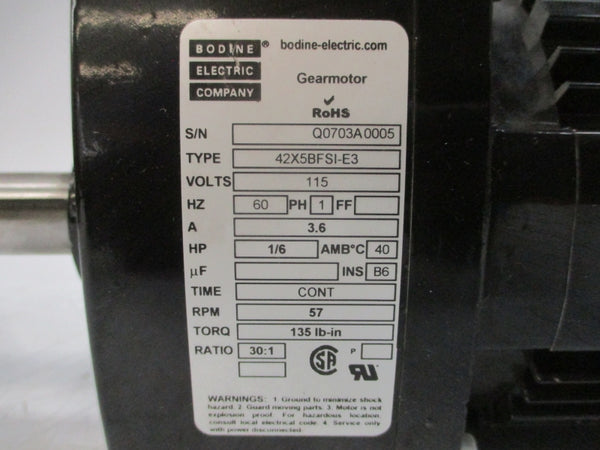 BODINE ® bodine-electric.com
ELECTRIC
COMPANY
Gearmotor
RoHS
S/N Q0703A0005
TYPE 42X5BFSI-E3
VOLTS 115
HZ 60 PH 1 FF
A 3.6
HP 1/6 AMB°C 40
µF INS B6
TIME CONT
RPM 57
TORQ 135 lb-in
RATIO 30:1 SA P
RU
WARNINGS: 1 Ground to minimize shock
hazard. 2 Guard moving parts. 3. Motor is not
explosion proof. For hazardous location,
consult local electrical code. 4. Service only
with power disconnected.